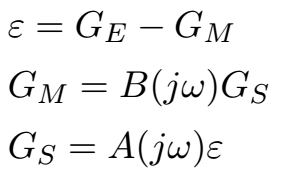 ε = G_E − G_M
G_M = B(jω)G_S
G_S = A(jω)ε